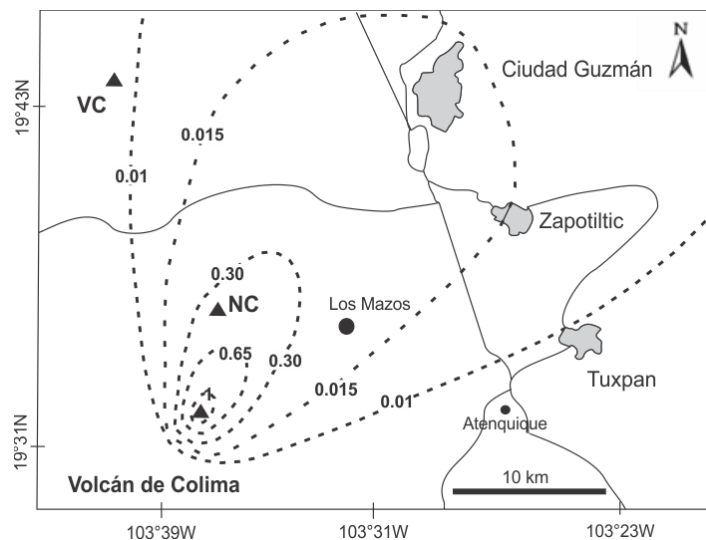 N
Ciudad Guzmán
19°43N
VC
0.015
0.01
Zapotiltic
0.30
NC
Los Mazos
0.65
0.30
Tuxpan
1
0.015
0.01
Atenquique
19°31N
Volcán de Colima
10 km
103°39W
103°31W
103°23W